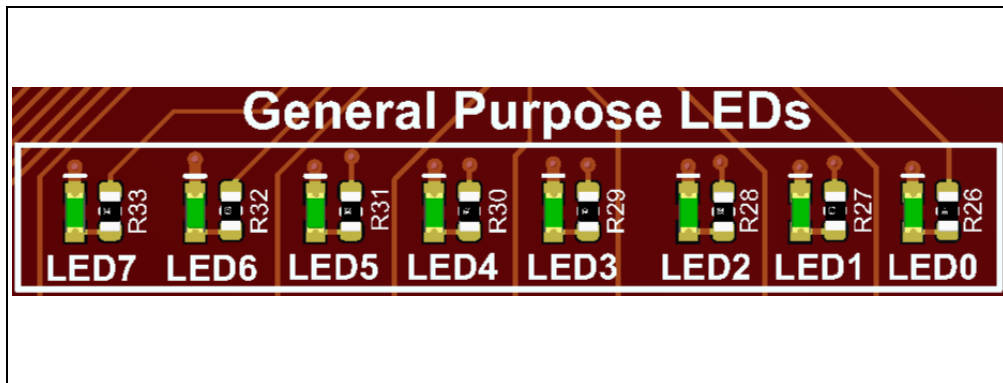 General Purpose LEDs
R33 R32 R31 R30 R29 R28 R27 R26
LED7 LED6 LED5 LED4 LED3 LED2 LED1 LED0